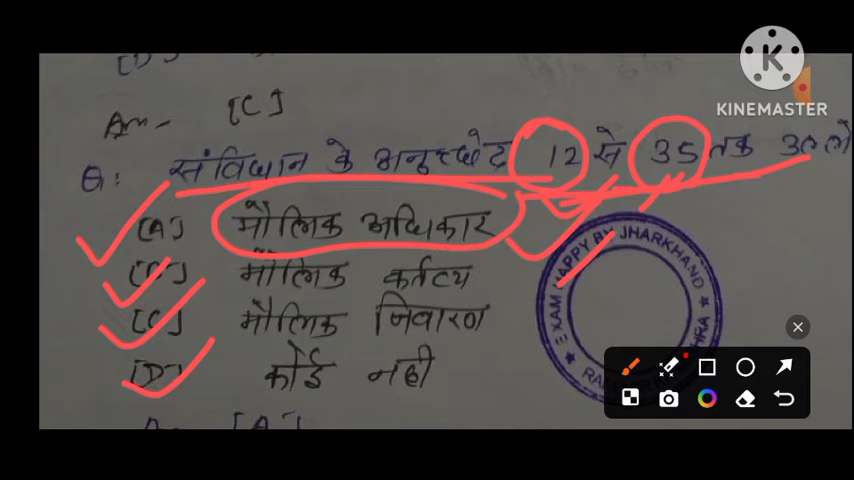 [D]
Ans - [C]
Q: संविधान के अनुच्छेद 12 से 35 तक
[A] मौलिक अधिकार
[B] मौलिक कर्तव्य
[C] मौलिक निवारण
[D] कोई नही
[A]
K
KINEMASTER
EXAM HAPPY BY JHARKHAND